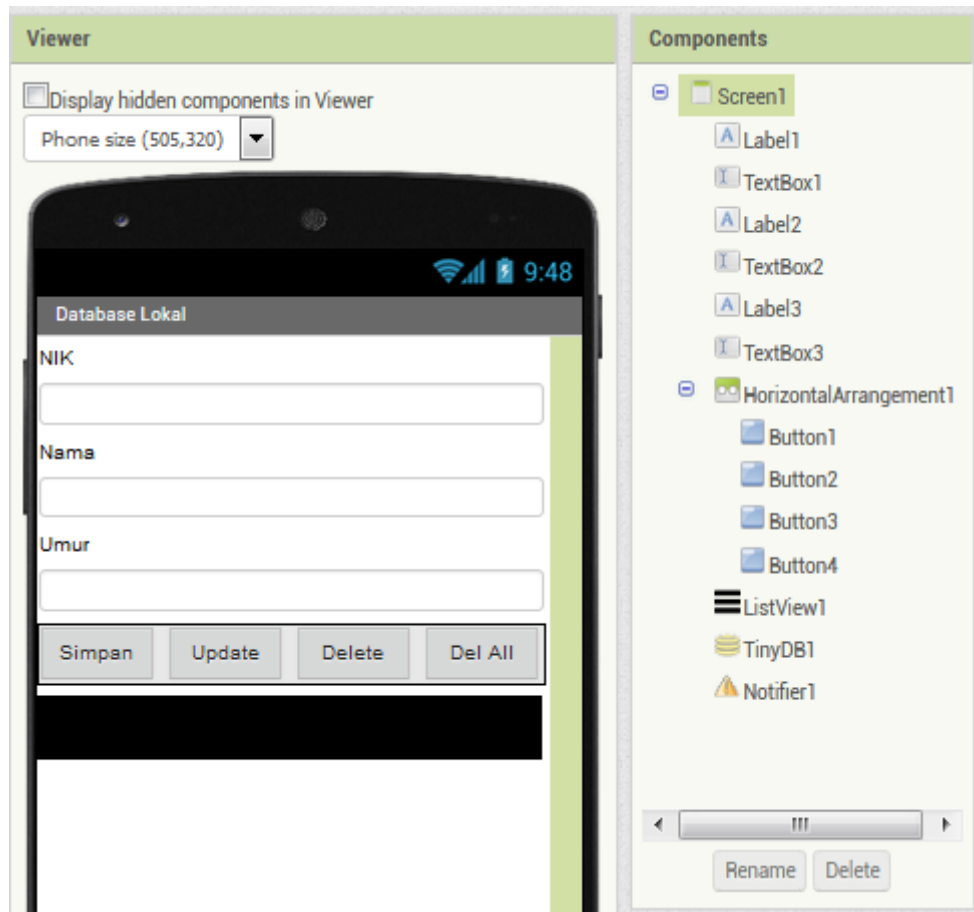 Viewer
Display hidden components in Viewer
Phone size (505,320)
9:48
Database Lokal
NIK
Nama
Umur
Simpan Update Delete Del All
Components
Screen1
A Label1
TextBox1
A Label2
TextBox2
A Label3
TextBox3
HorizontalArrangement1
Button1
Button2
Button3
Button4
ListView1
TinyDB1
Notifier1
Rename Delete